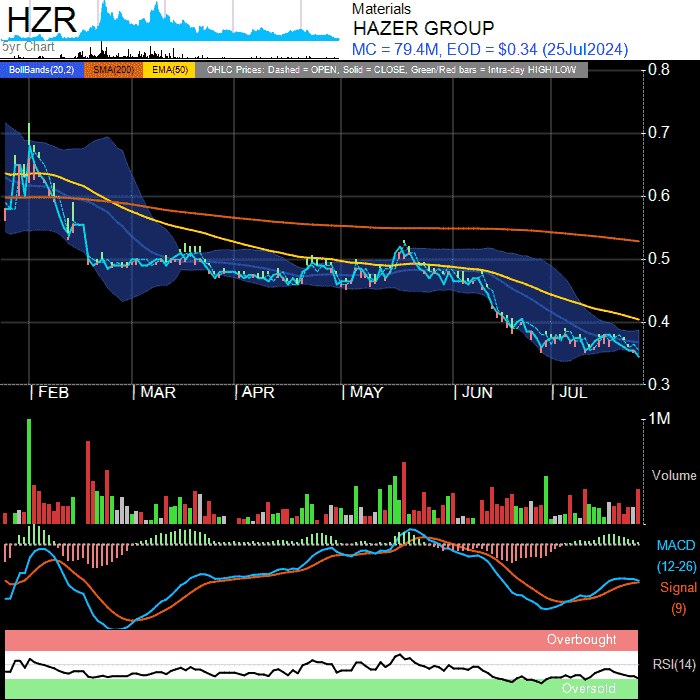 HZR
5yr Chart
Materials
HAZER GROUP
MC = 79.4M, EOD = $0.34 (25Jul2024)
BollBands(20,2) SMA(200) EMA(50) OHLC Prices: Dashed = OPEN, Solid = CLOSE, Green/Red bars = Intra-day HIGH/LOW
0.8
0.7
0.6
0.5
0.4
0.3
FEB MAR APR MAY JUN JUL
1M
Volume
MACD
(12-26)
Signal
(9)
Overbought
RSI(14)
Oversold